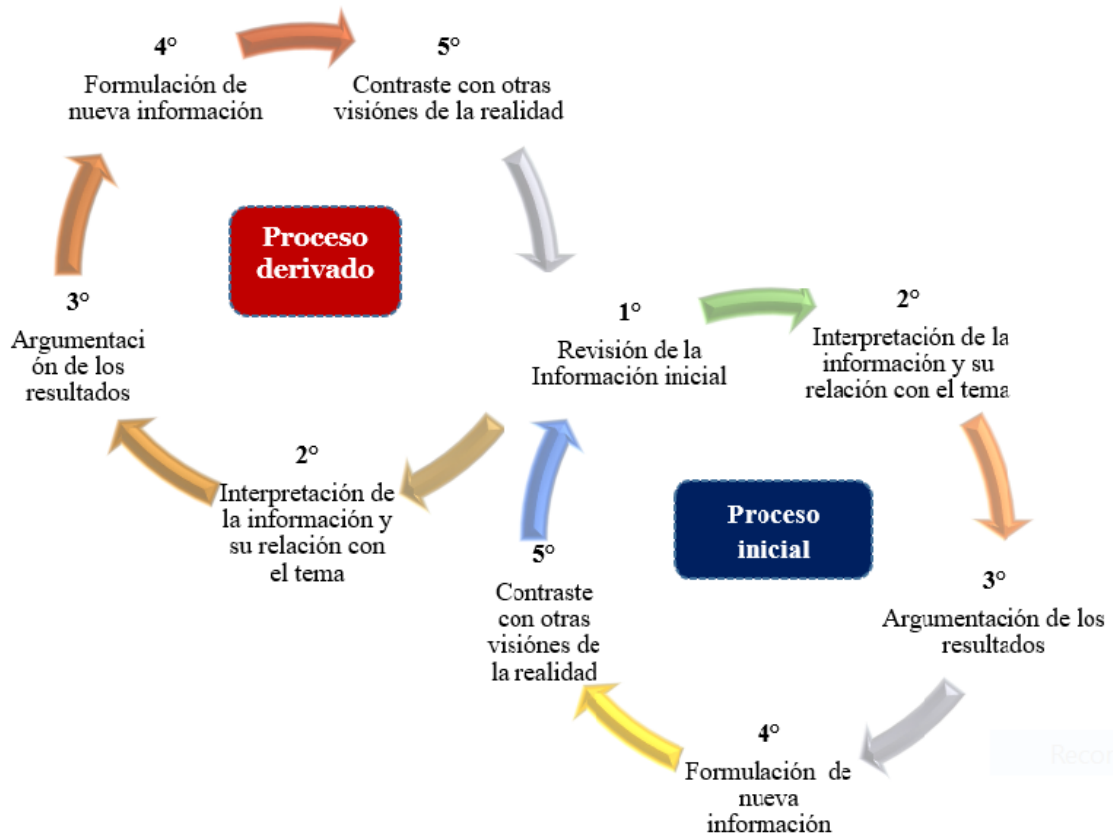 4°
Formulación de
nueva información
5°
Contraste con otras
visiónes de la realidad
Proceso
derivado
3°
Argumentaci
ón de los
resultados
2°
Interpretación de
la información y
su relación con
el tema
1°
Revisión de la
Información inicial
2°
Interpretación de la
información y su
relación con el tema
Proceso
inicial
3°
Argumentación de los
resultados
4°
Formulación de
nueva
información
5°
Contraste
con otras
visiónes de
la realidad